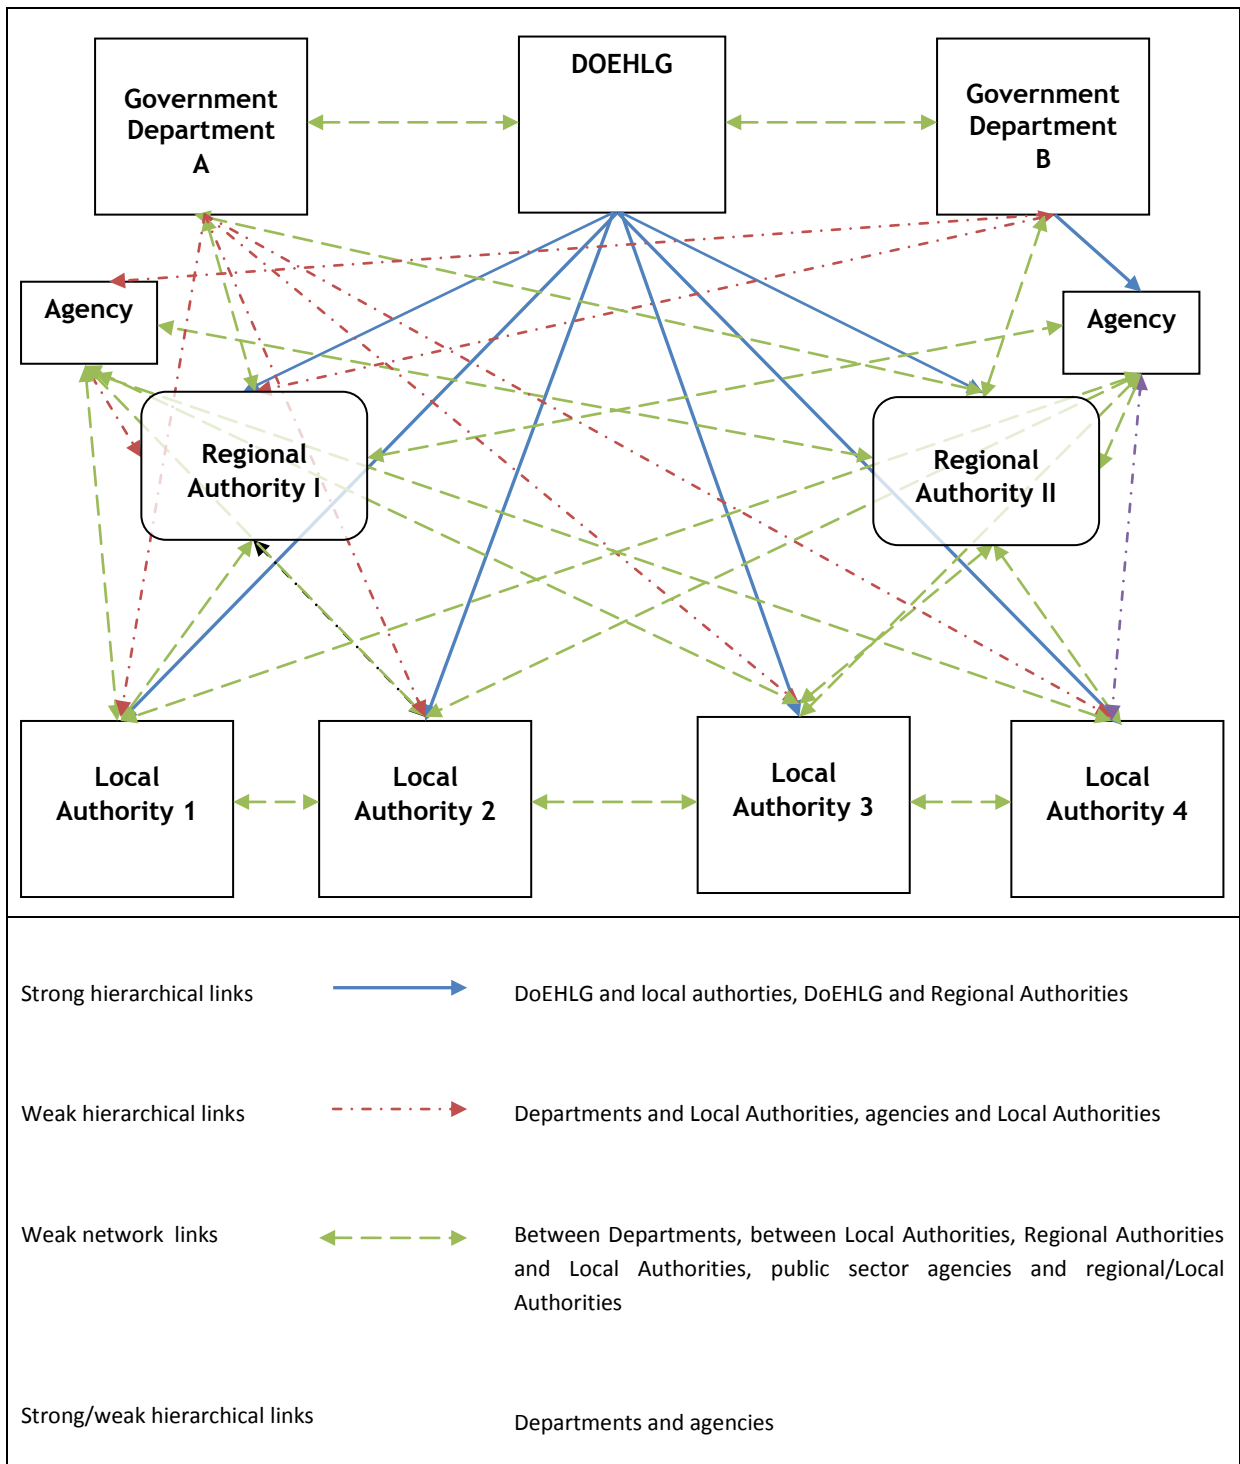 Government
Department
A
DOEHLG
Government
Department
B
Agency
Agency
Regional
Authority I
Regional
Authority II
Local
Authority 1
Local
Authority 2
Local
Authority 3
Local
Authority 4
Strong hierarchical links
DoEHLG and local authorties, DoEHLG and Regional Authorities
Weak hierarchical links
Departments and Local Authorities, agencies and Local Authorities
Weak network links
Between Departments, between Local Authorities, Regional Authorities
and Local Authorities, public sector agencies and regional/Local
Authorities
Strong/weak hierarchical links
Departments and agencies